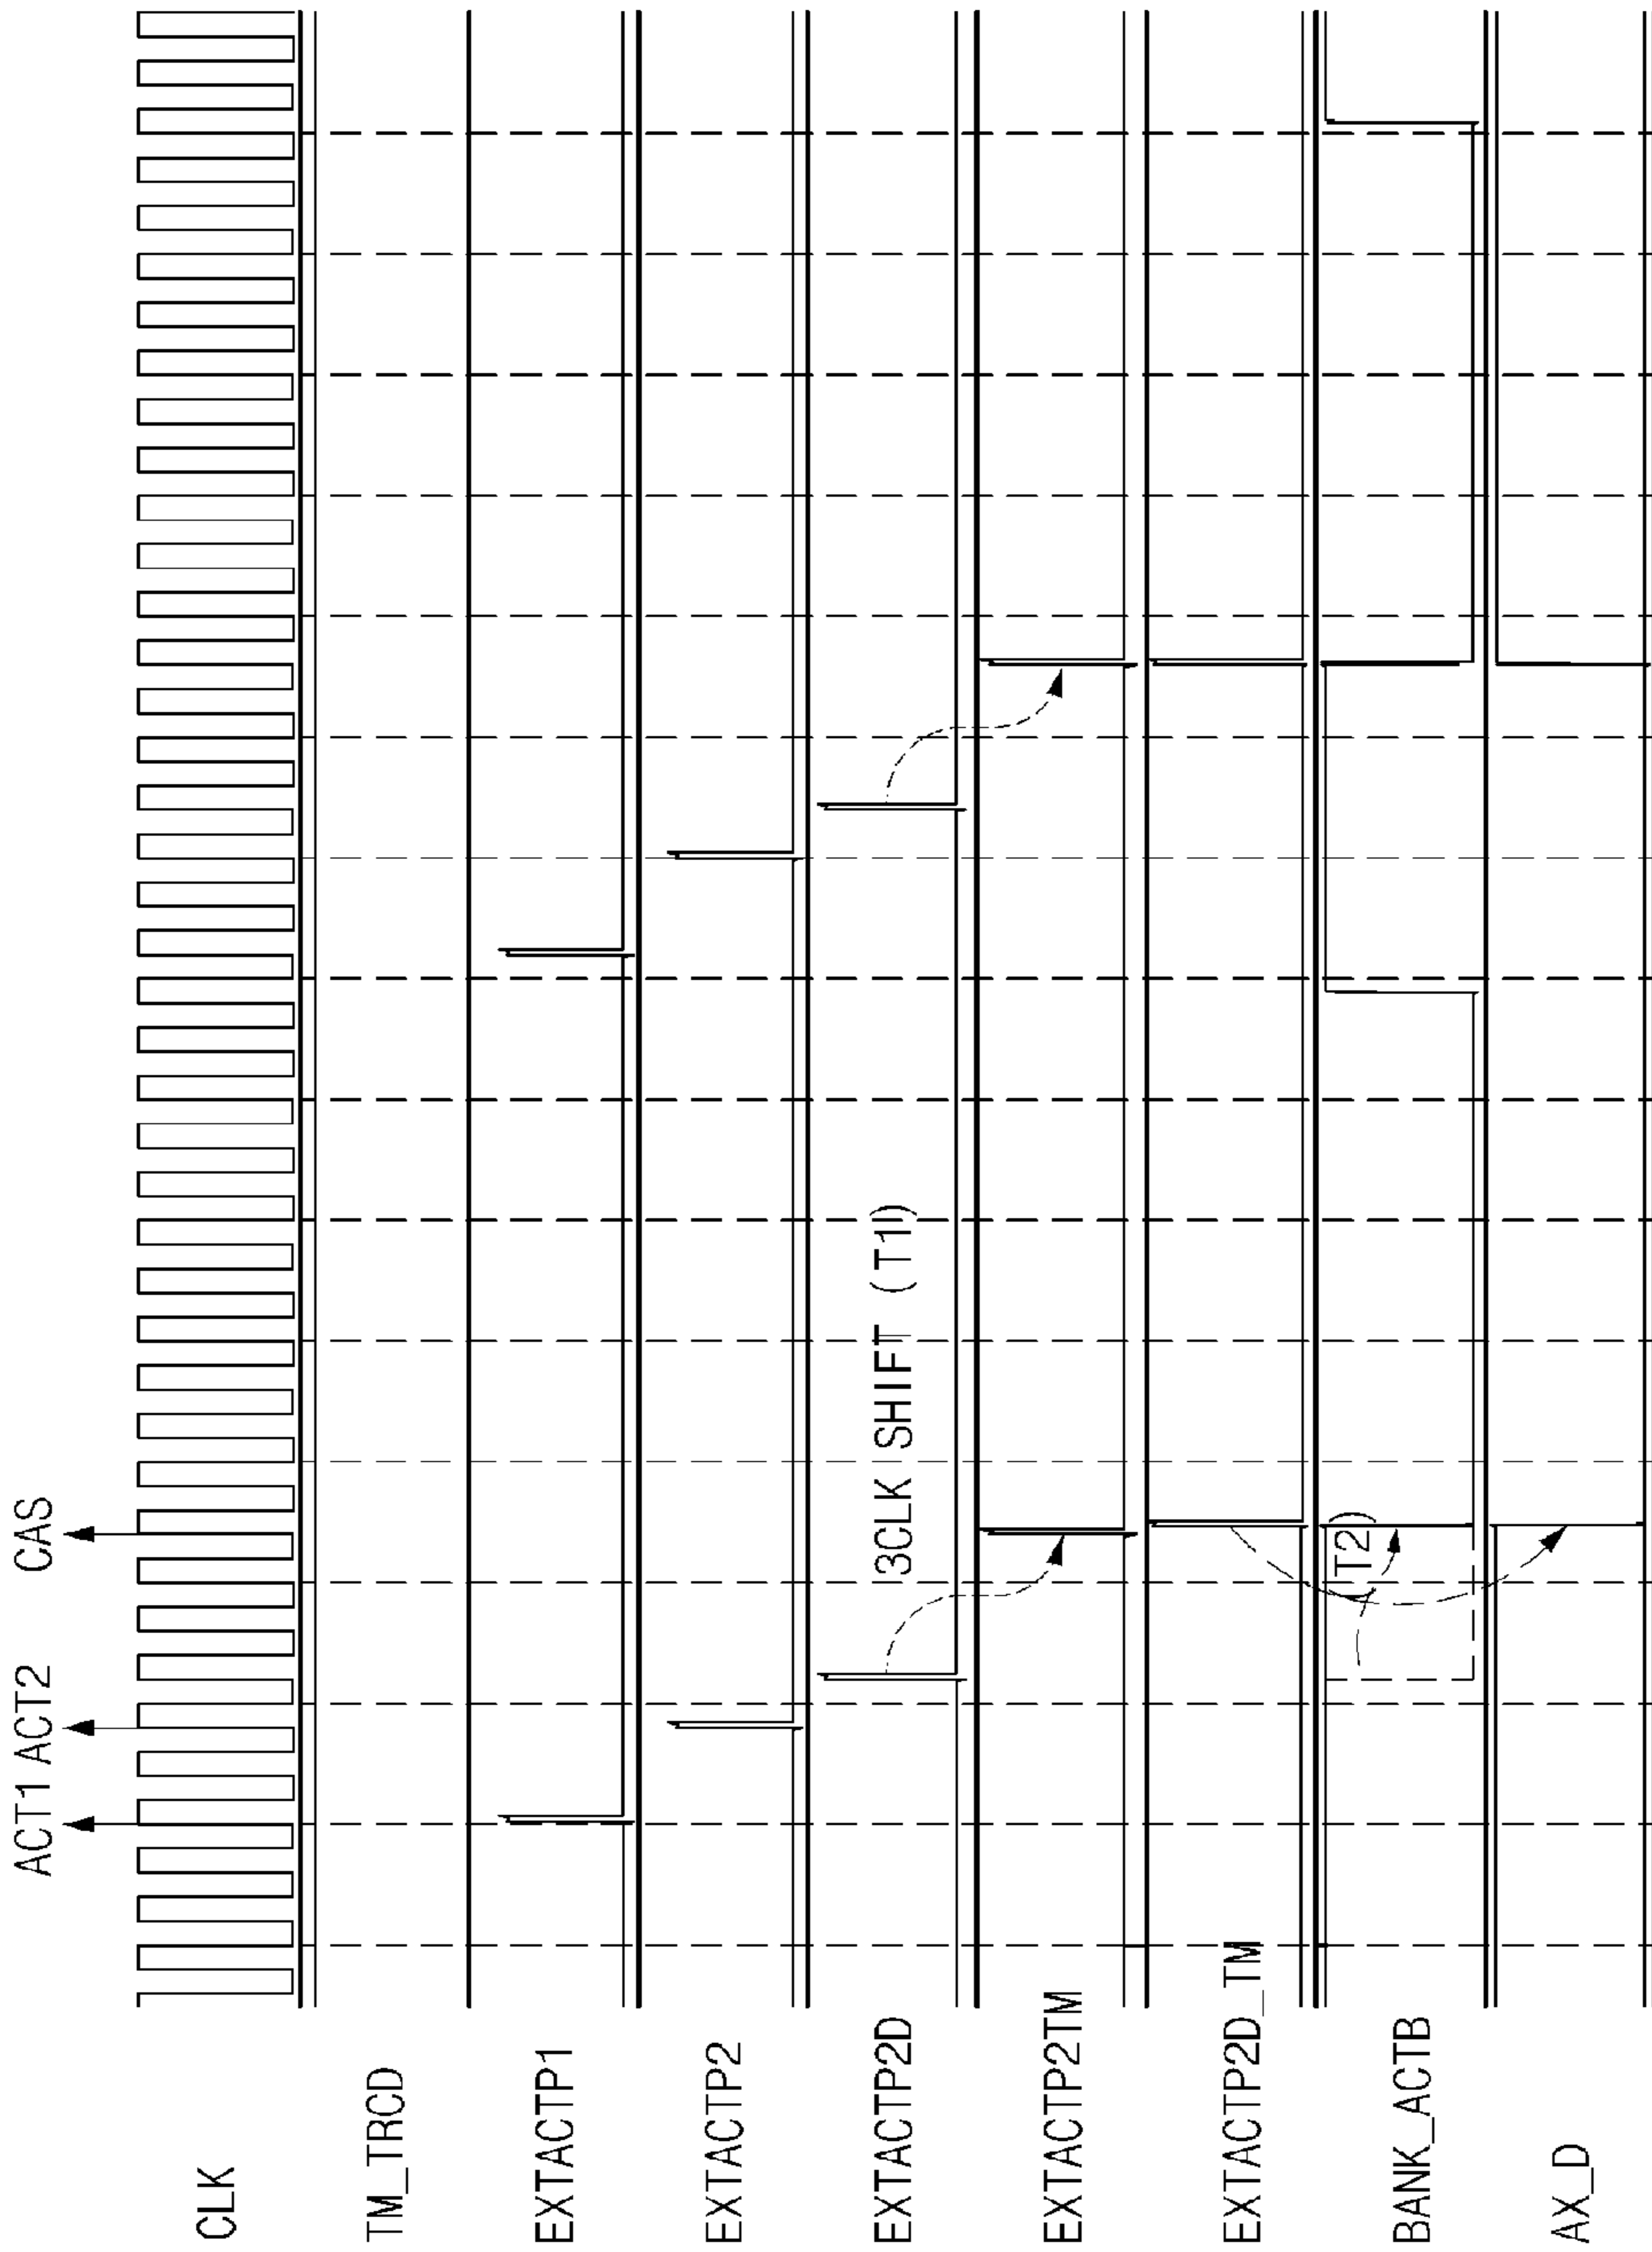 ACT1 ACT2 CAS
CLK
TM_TRCD
EXTACTP1
EXTACTP2
EXTACTP2D
3CLK SHIFT (T1)
EXTACTP2TM
EXTACTP2D_TM
BANK_ACTB
(T2)
AX_D